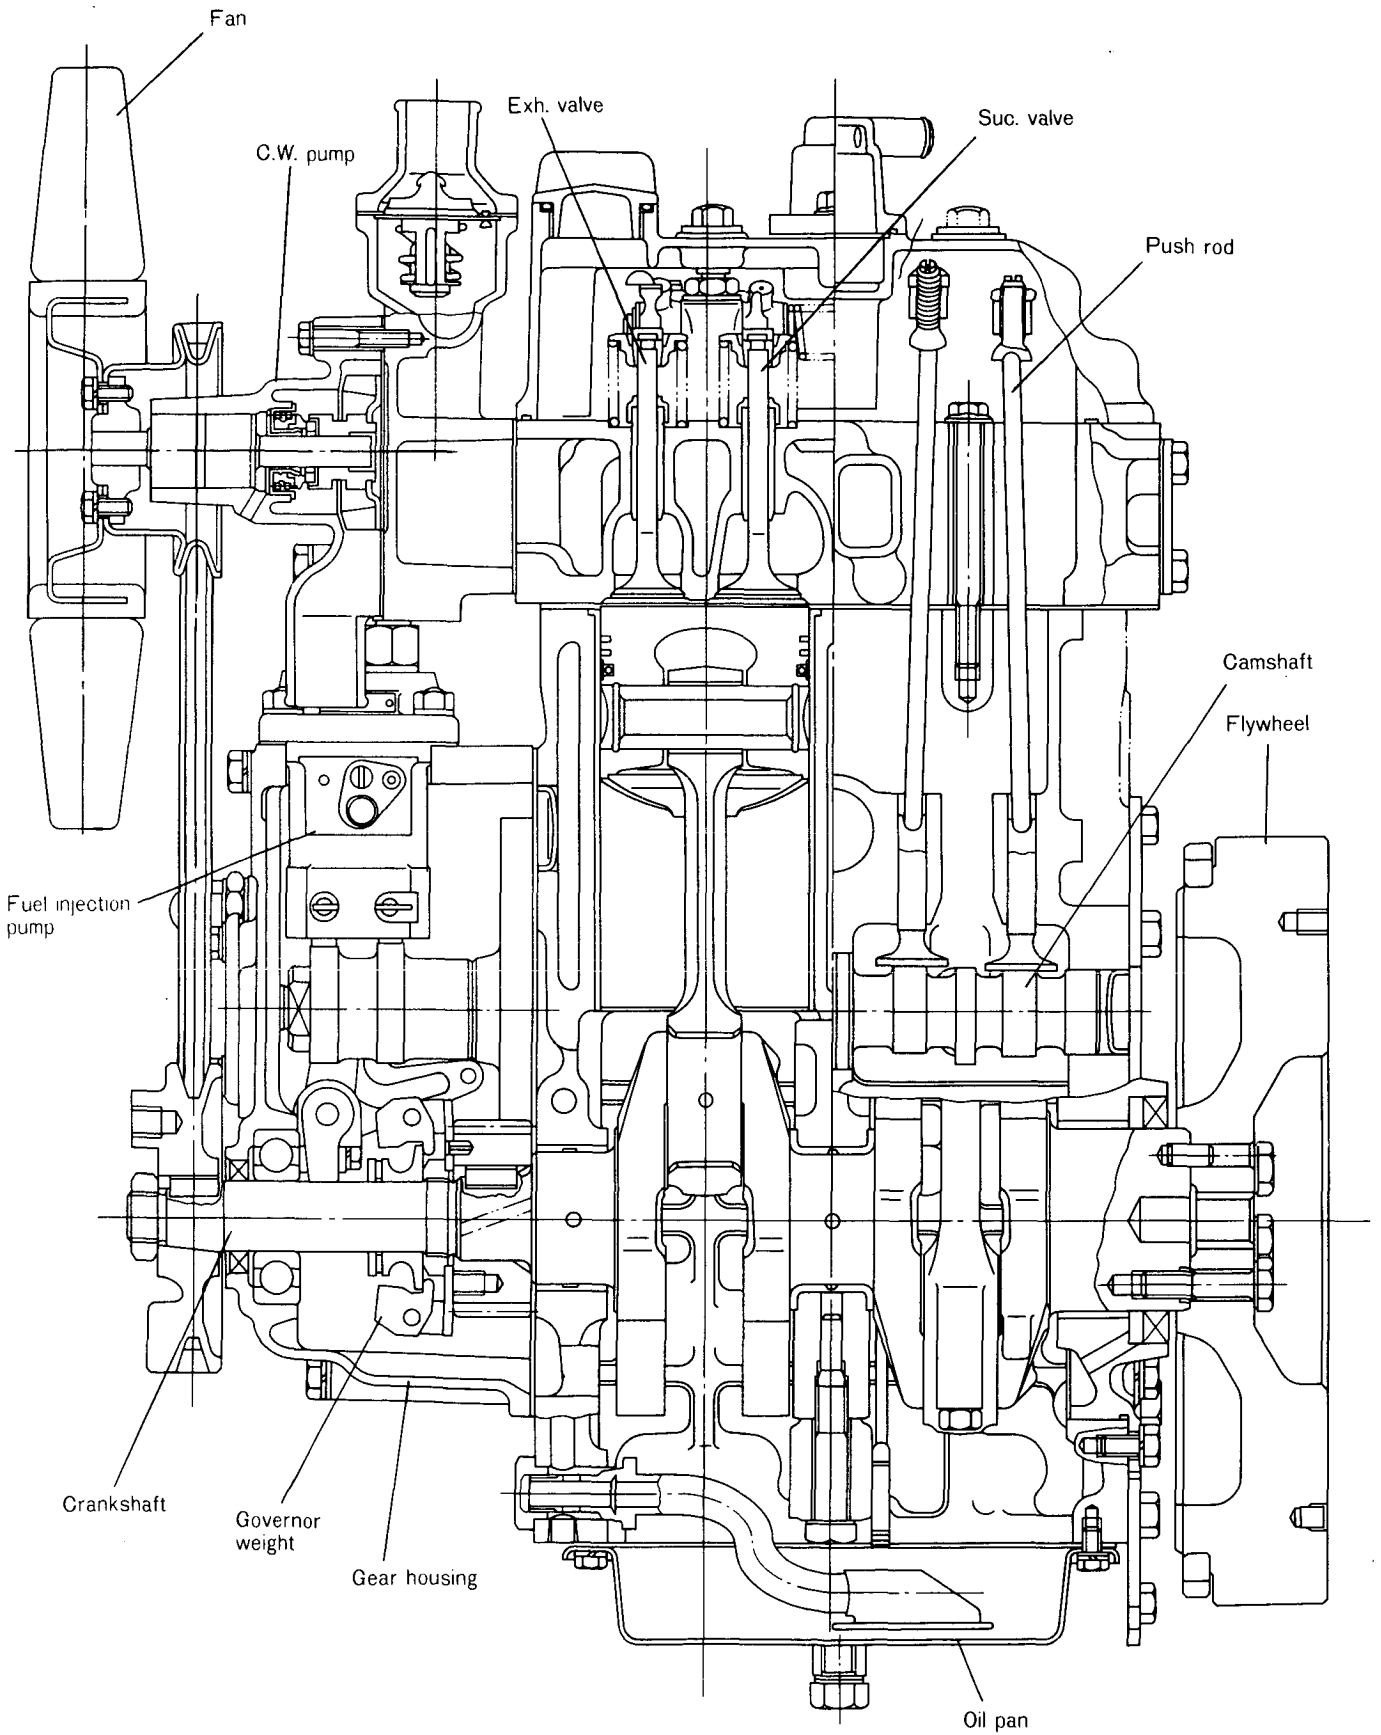 Fan
Exh. valve
Suc. valve
C.W. pump
Push rod
Camshaft
Flywheel
Fuel injection
pump
Crankshaft
Governor
weight
Gear housing
Oil pan